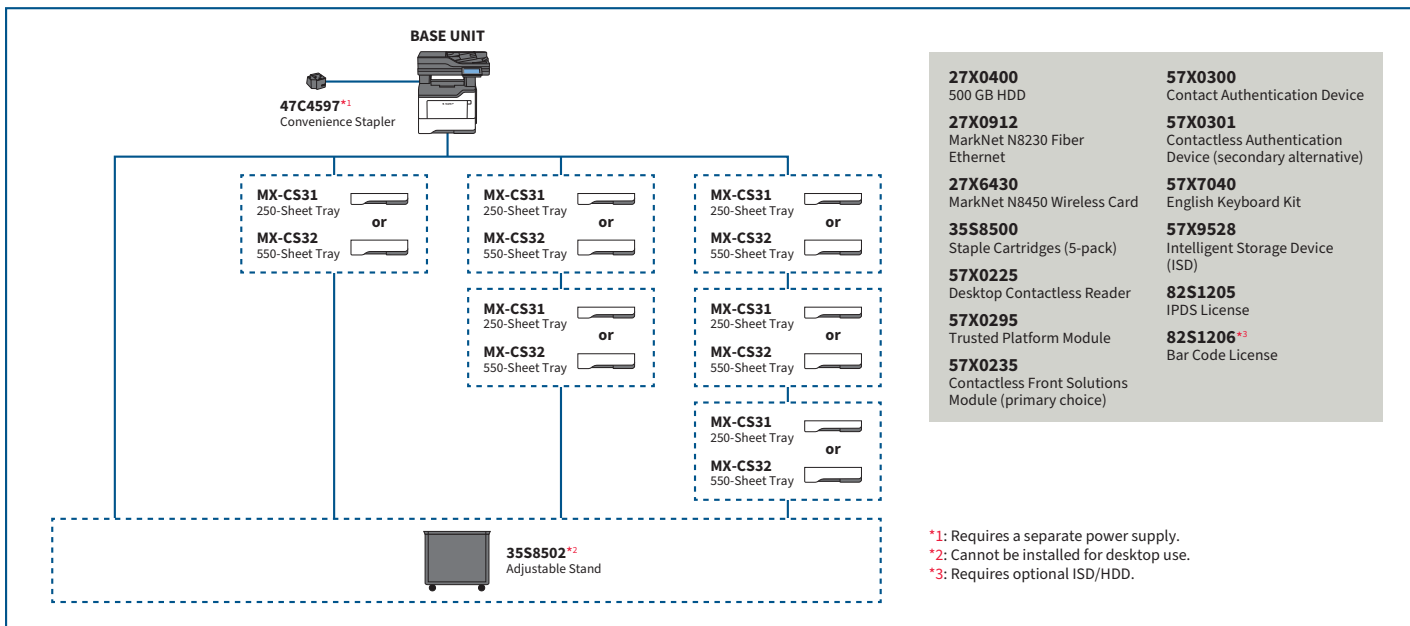 BASE UNIT
47C4597*1
Convenience Stapler
MX-CS31
250-Sheet Tray
or
MX-CS32
550-Sheet Tray
MX-CS31
250-Sheet Tray
or
MX-CS32
550-Sheet Tray
MX-CS31
250-Sheet Tray
or
MX-CS32
550-Sheet Tray
MX-CS31
250-Sheet Tray
or
MX-CS32
550-Sheet Tray
MX-CS31
250-Sheet Tray
or
MX-CS32
550-Sheet Tray
MX-CS31
250-Sheet Tray
or
MX-CS32
550-Sheet Tray
35S8502*2
Adjustable Stand
27X0400
500 GB HDD
27X0912
MarkNet N8230 Fiber
Ethernet
27X6430
MarkNet N8450 Wireless Card
35S8500
Staple Cartridges (5-pack)
57X0225
Desktop Contactless Reader
57X0295
Trusted Platform Module
57X0235
Contactless Front Solutions
Module (primary choice)
57X0300
Contact Authentication Device
57X0301
Contactless Authentication
Device (secondary alternative)
57X7040
English Keyboard Kit
57X9528
Intelligent Storage Device
(ISD)
82S1205
IPDS License
82S1206*3
Bar Code License
*1: Requires a separate power supply.
*2: Cannot be installed for desktop use.
*3: Requires optional ISD/HDD.